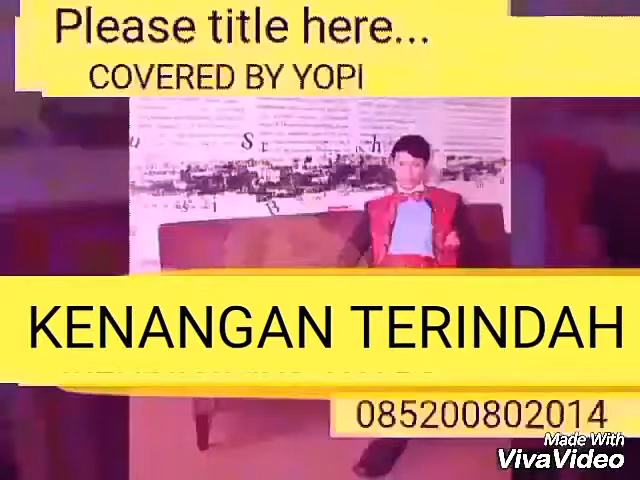 Please title here...
COVERED BY YOPI
KENANGAN TERINDAH
085200802014
Made With
VivaVideo